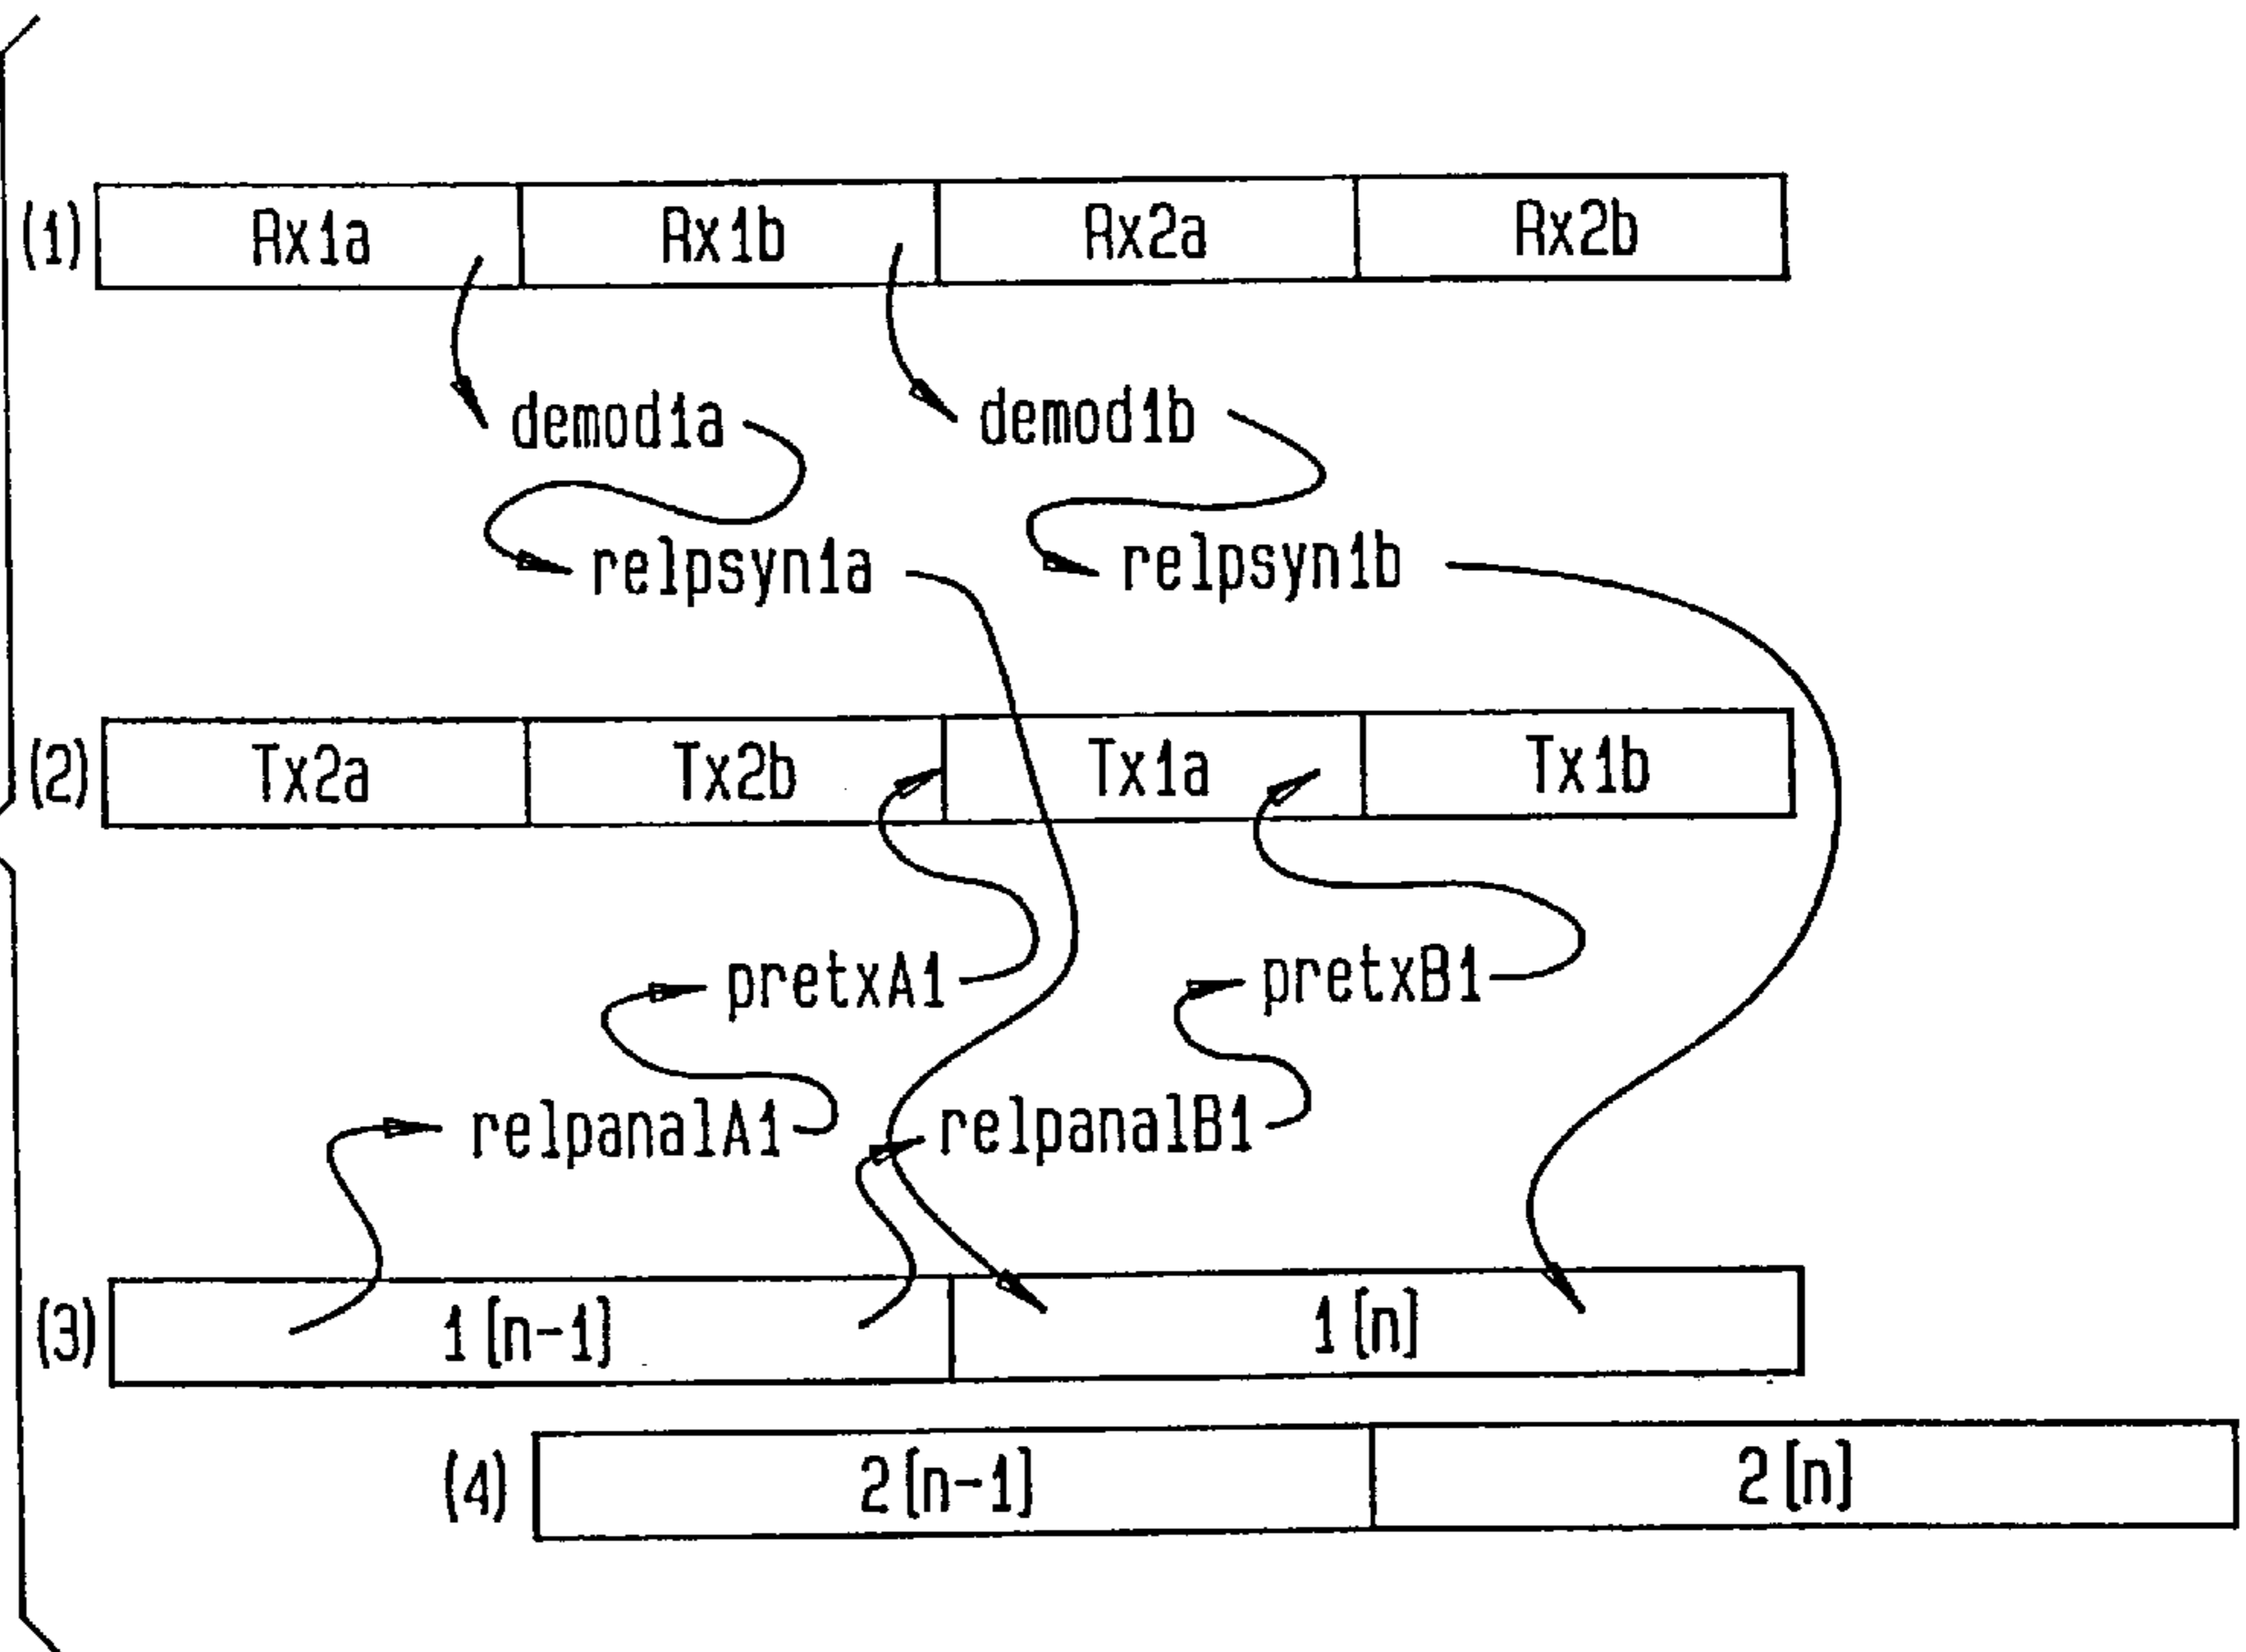 (1) Rx1a Rx1b Rx2a Rx2b
demod1a demod1b
relpsyn1a relpsyn1b
(2) Tx2a Tx2b Tx1a Tx1b
pretxA1 pretxB1
relpanalA1 relpanalB1
(3) 1[n-1] 1[n]
(4) 2[n-1] 2[n]